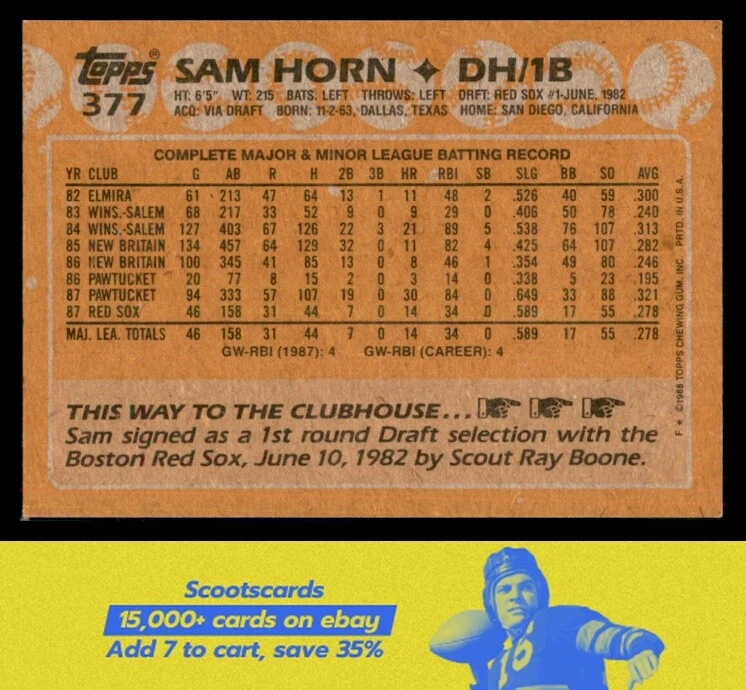 Topps®
377
SAM HORN ✦ DH/1B
HT: 6'5" WT: 215 BATS: LEFT THROWS: LEFT DRFT: RED SOX #1-JUNE, 1982
ACQ: VIA DRAFT BORN: 11-2-63, DALLAS, TEXAS HOME: SAN DIEGO, CALIFORNIA
COMPLETE MAJOR & MINOR LEAGUE BATTING RECORD
YR CLUB G AB R H 2B 3B HR RBI SB SLG BB SO AVG
82 ELMIRA 61 213 47 64 13 1 11 48 2 .526 40 59 .300
83 WINS.-SALEM 68 217 33 52 9 0 9 29 0 .406 50 78 .240
84 WINS.-SALEM 127 403 67 126 22 3 21 89 5 .538 76 107 .313
85 NEW BRITAIN 134 457 64 129 32 0 11 82 4 .425 64 107 .282
86 NEW BRITAIN 100 345 41 85 13 0 8 46 1 .354 49 80 .246
86 PAWTUCKET 20 77 8 15 2 0 3 14 0 .338 5 23 .195
87 PAWTUCKET 94 333 57 107 19 0 30 84 0 .649 33 88 .321
87 RED SOX 46 158 31 44 7 0 14 34 0 .589 17 55 .278
MAJ. LEA. TOTALS 46 158 31 44 7 0 14 34 0 .589 17 55 .278
GW-RBI (1987): 4 GW-RBI (CAREER): 4
THIS WAY TO THE CLUBHOUSE...
Sam signed as a 1st round Draft selection with the
Boston Red Sox, June 10, 1982 by Scout Ray Boone.
F * ©1988 TOPPS CHEWING GUM, INC. PRTD. IN U.S.A.
Scootscards
15,000+ cards on ebay
Add 7 to cart, save 35%
16